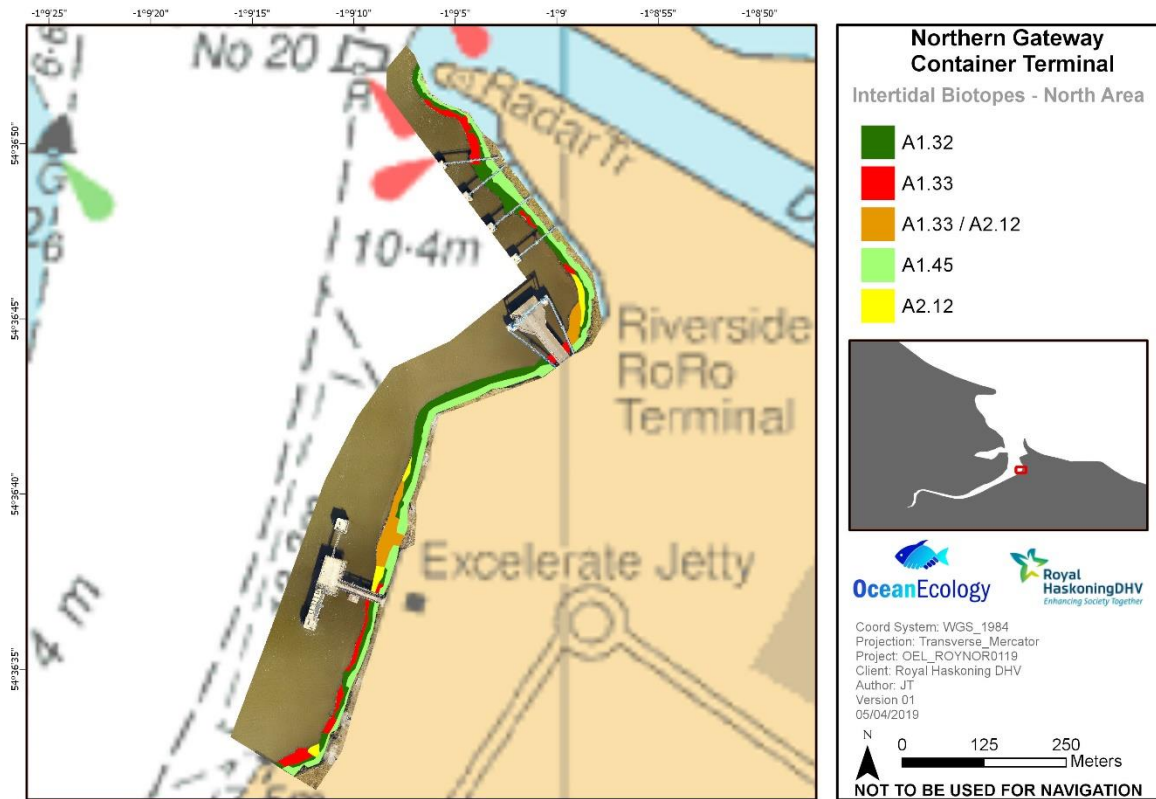 -1°9'25"
-1°9'20"
-1°9'15"
-1°9'10"
-1°9'5"
-1°9'
-1°8'55"
-1°8'50"
54°36'50"
54°36'45"
54°36'40"
54°36'35"
6·6
No 20
R
Radar Tr
G
6
10·4m
Riverside
RoRo
Terminal
Excelerate Jetty
4 m
Northern Gateway
Container Terminal
Intertidal Biotopes - North Area
A1.32
A1.33
A1.33 / A2.12
A1.45
A2.12
OceanEcology
Royal
HaskoningDHV
Enhancing Society Together
Coord System: WGS_1984
Projection: Transverse_Mercator
Project: OEL_ROYNOR0119
Client: Royal Haskoning DHV
Author: JT
Version 01
05/04/2019
N
0 125 250
Meters
NOT TO BE USED FOR NAVIGATION